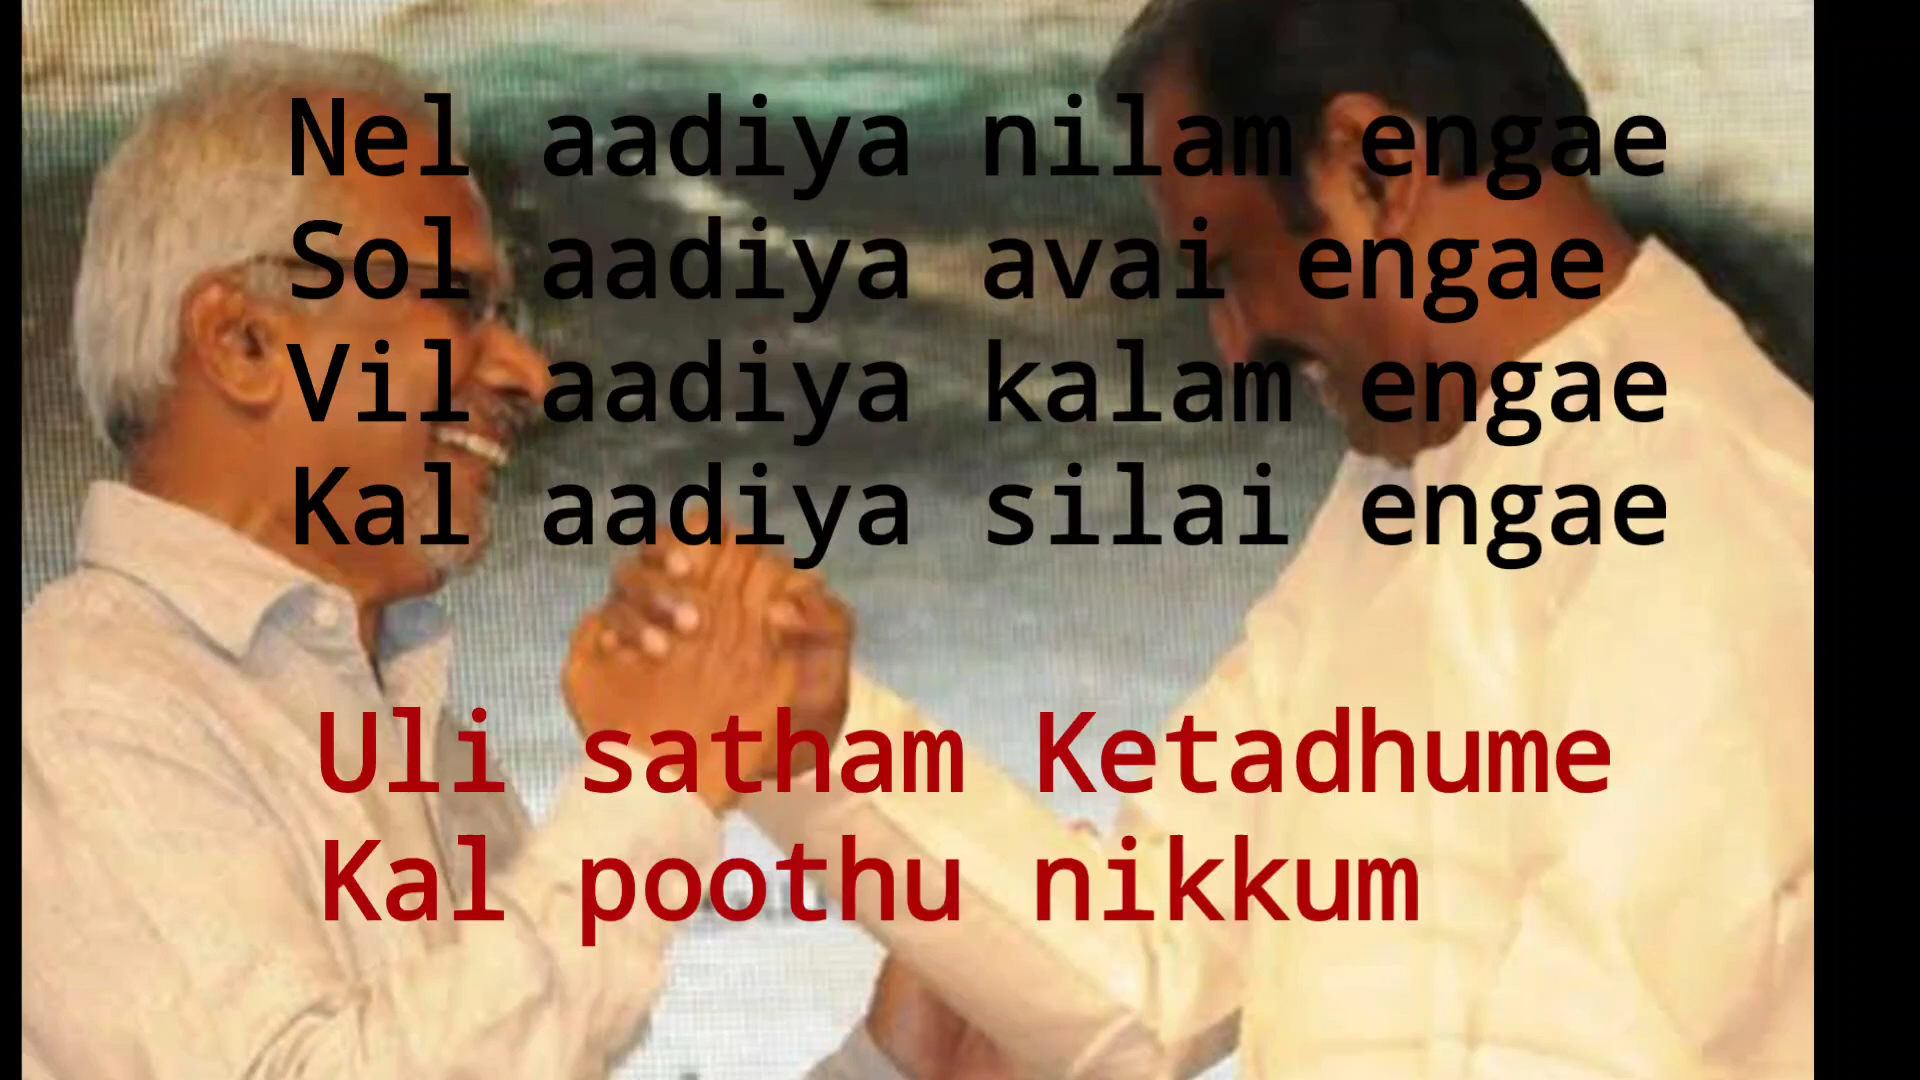 Nel aadiya nilam engae
Sol aadiya avai engae
Vil aadiya kalam engae
Kal aadiya silai engae
Uli satham Ketadhume
Kal poothu nikkum